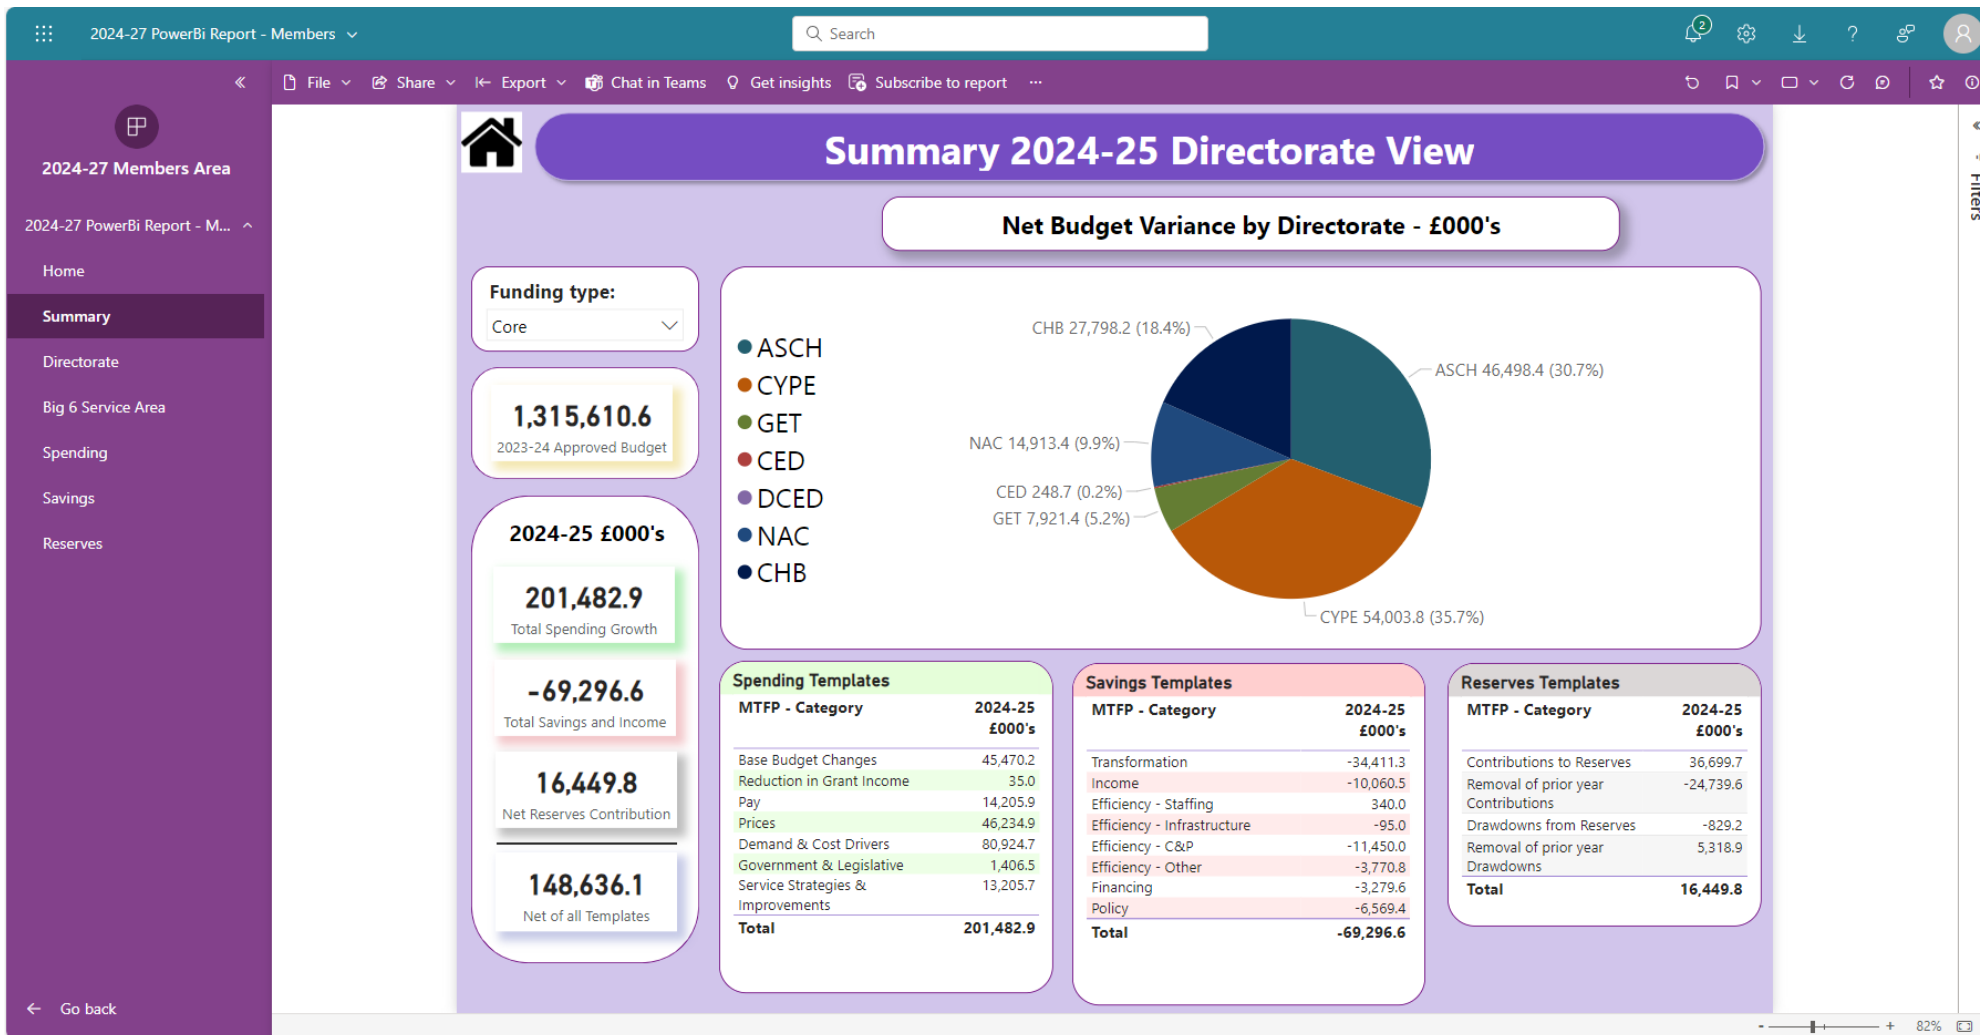 2024-27 PowerBi Report - Members
Search
2
File
Share
Export
Chat in Teams
Get insights
Subscribe to report
2024-27 Members Area
2024-27 PowerBi Report - M...
Home
Summary
Directorate
Big 6 Service Area
Spending
Savings
Reserves
Go back
Filters
Summary 2024-25 Directorate View
Net Budget Variance by Directorate - £000's
Funding type:
Core
1,315,610.6
2023-24 Approved Budget
2024-25 £000's
201,482.9
Total Spending Growth
-69,296.6
Total Savings and Income
16,449.8
Net Reserves Contribution
148,636.1
Net of all Templates
ASCH
CYPE
GET
CED
DCED
NAC
CHB
CHB 27,798.2 (18.4%)
ASCH 46,498.4 (30.7%)
NAC 14,913.4 (9.9%)
CED 248.7 (0.2%)
GET 7,921.4 (5.2%)
CYPE 54,003.8 (35.7%)
Spending Templates
MTFP - Category 2024-25
£000's
Base Budget Changes 45,470.2
Reduction in Grant Income 35.0
Pay 14,205.9
Prices 46,234.9
Demand & Cost Drivers 80,924.7
Government & Legislative 1,406.5
Service Strategies & 13,205.7
Improvements
Total 201,482.9
Savings Templates
MTFP - Category 2024-25
£000's
Transformation -34,411.3
Income -10,060.5
Efficiency - Staffing 340.0
Efficiency - Infrastructure -95.0
Efficiency - C&P -11,450.0
Efficiency - Other -3,770.8
Financing -3,279.6
Policy -6,569.4
Total -69,296.6
Reserves Templates
MTFP - Category 2024-25
£000's
Contributions to Reserves 36,699.7
Removal of prior year -24,739.6
Contributions
Drawdowns from Reserves -829.2
Removal of prior year 5,318.9
Drawdowns
Total 16,449.8
82%